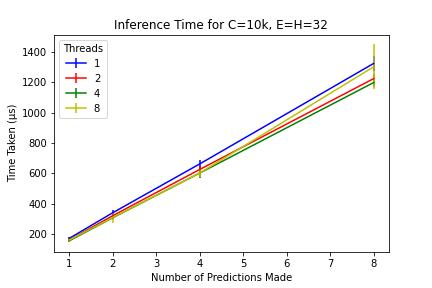 Inference Time for C=10k, E=H=32
Threads
1
2
4
8
1400
1200
1000
800
600
400
200
Time Taken (µs)
1 2 3 4 5 6 7 8
Number of Predictions Made